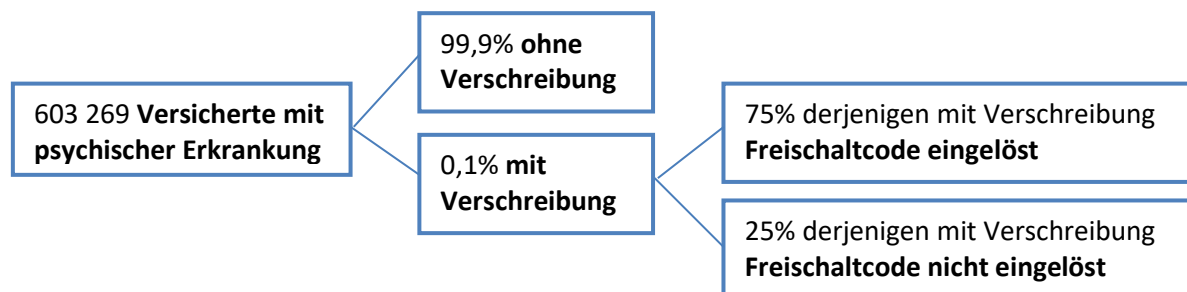 603 269 Versicherte mit
psychischer Erkrankung
99,9% ohne
Verschreibung
0,1% mit
Verschreibung
75% derjenigen mit Verschreibung
Freischaltcode eingelöst
25% derjenigen mit Verschreibung
Freischaltcode nicht eingelöst